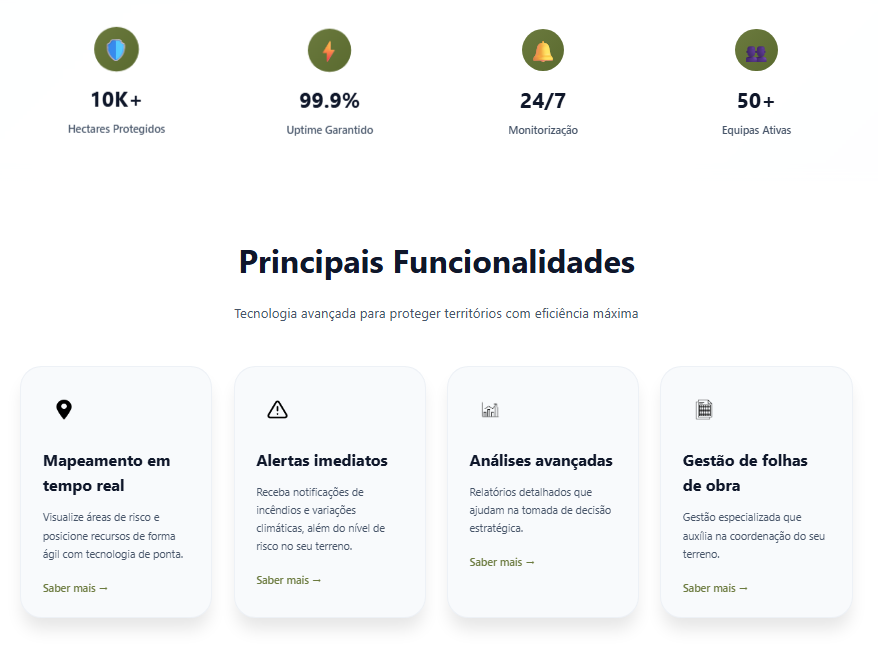 10K+
99.9%
24/7
50+
Hectares Protegidos
Uptime Garantido
Monitorização
Equipas Ativas
Principais Funcionalidades
Tecnologia avançada para proteger territórios com eficiência máxima
Mapeamento em
tempo real
Visualize áreas de risco e
posicione recursos de forma
ágil com tecnologia de ponta.
Saber mais →
Alertas imediatos
Receba notificações de
incêndios e variações
climáticas, além do nível de
risco no seu terreno.
Saber mais →
Análises avançadas
Relatórios detalhados que
ajudam na tomada de decisão
estratégica.
Saber mais →
Gestão de folhas
de obra
Gestão especializada que
auxília na coordenação do seu
terreno.
Saber mais →